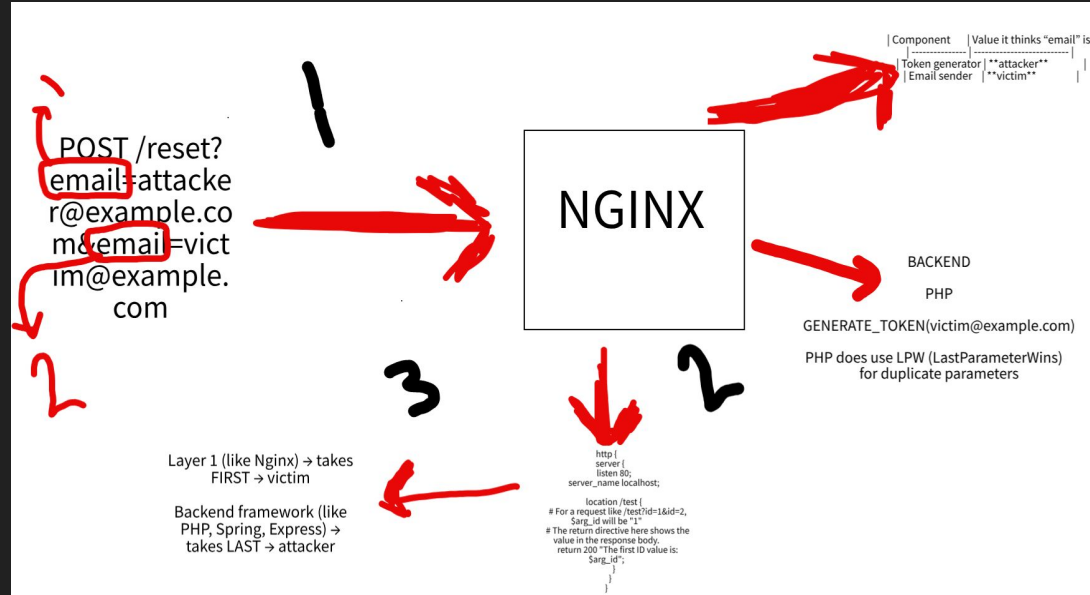 | Component | Value it thinks “email” is
| --------------- | -------------------------- |
| Token generator | **attacker** |
| Email sender | **victim** |
1
POST /reset?
email=attacke
r@example.co
m&email=vict
im@example.
com
2
NGINX
BACKEND
PHP
GENERATE_TOKEN(victim@example.com)
PHP does use LPW (LastParameterWins)
for duplicate parameters
2
3
Layer 1 (like Nginx) → takes
FIRST → victim
Backend framework (like
PHP, Spring, Express) →
takes LAST → attacker
http {
server {
listen 80;
server_name localhost;
location /test {
# For a request like /test?id=1&id=2,
$arg_id will be "1"
# The return directive here shows the
value in the response body.
return 200 "The first ID value is:
$arg_id";
}
}
}